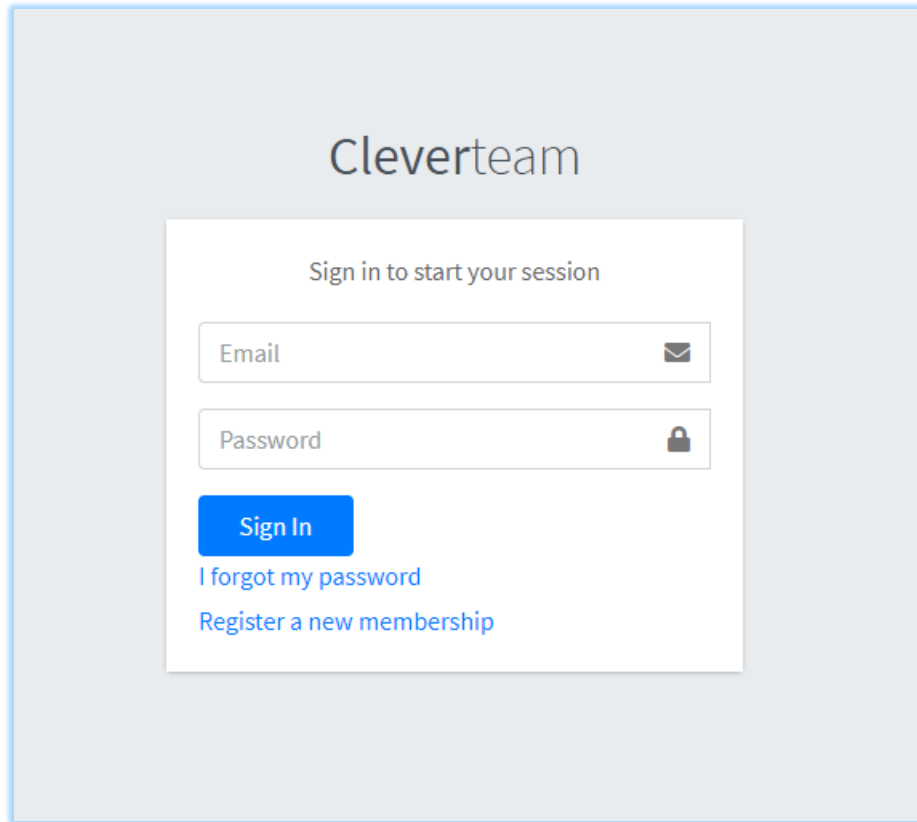 Cleverteam
Sign in to start your session
Email
Password
Sign In
I forgot my password
Register a new membership